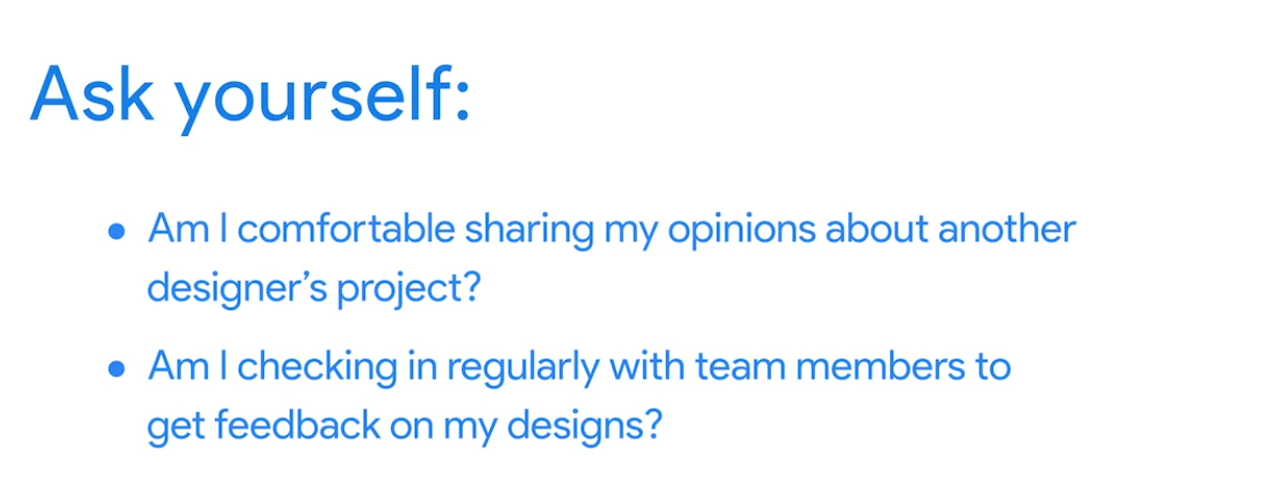 Ask yourself:
● Am I comfortable sharing my opinions about another
designer’s project?
● Am I checking in regularly with team members to
get feedback on my designs?